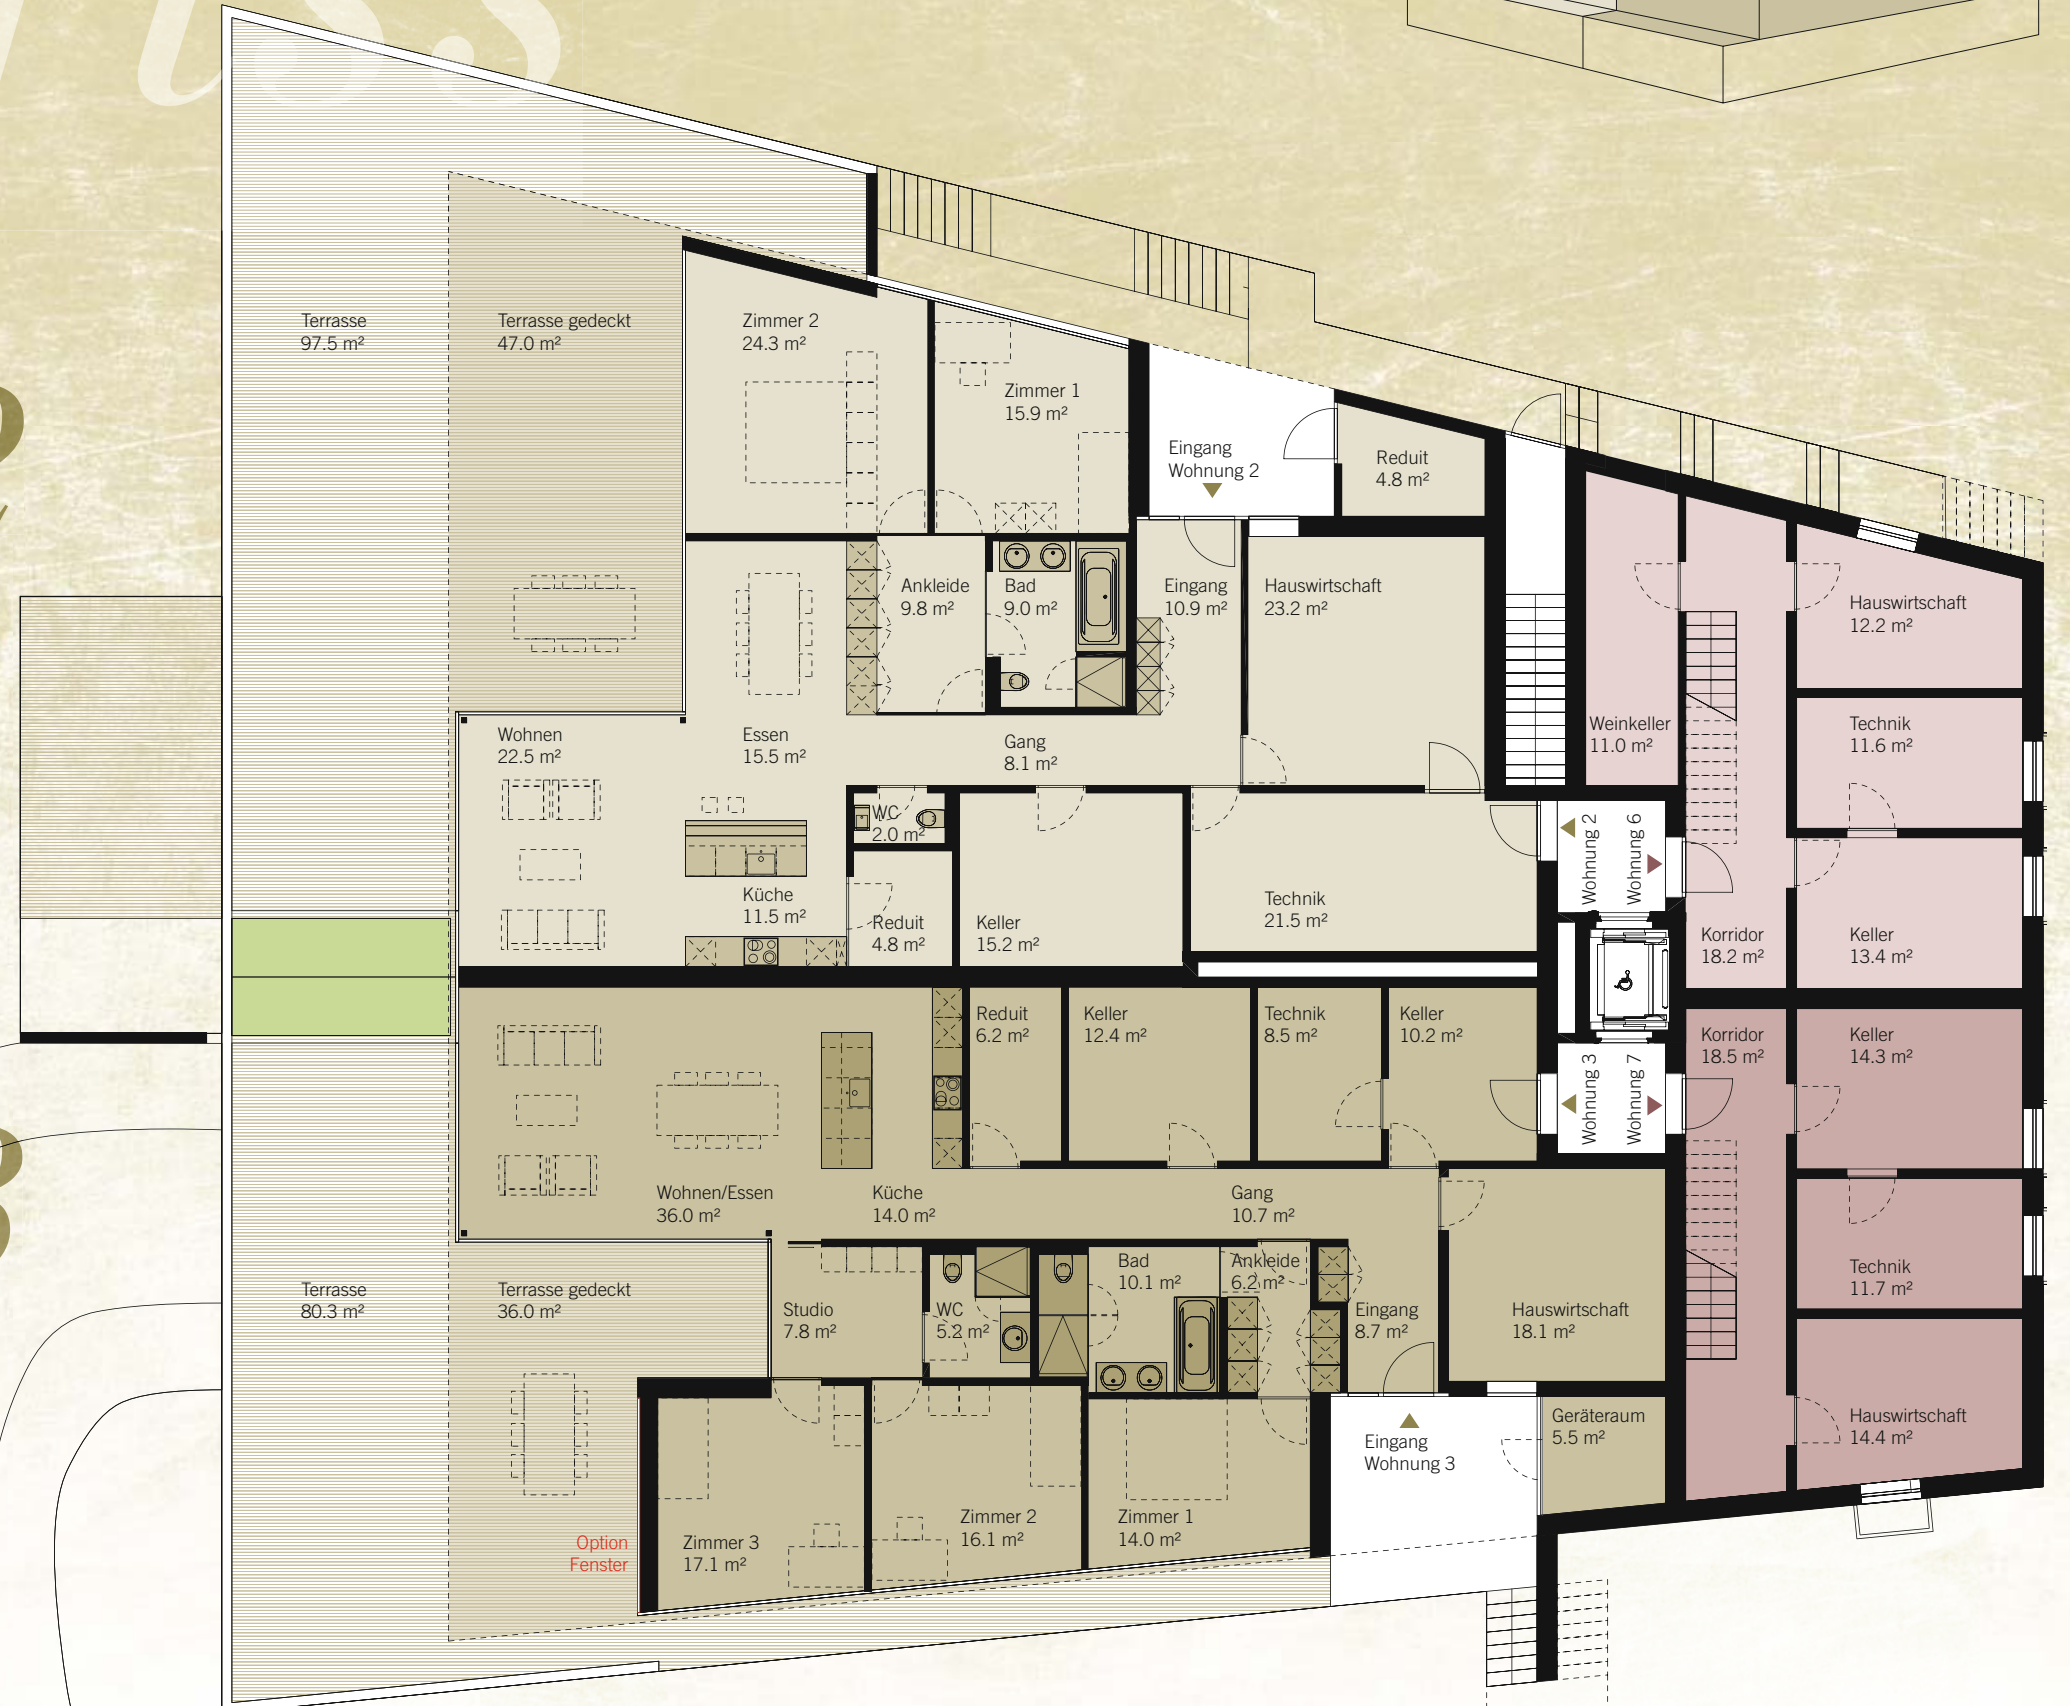 iss
Terrasse
97.5 m²
Terrasse gedeckt
47.0 m²
Zimmer 2
24.3 m²
Zimmer 1
15.9 m²
Eingang
Wohnung 2
Reduit
4.8 m²
Ankleide
9.8 m²
Bad
9.0 m²
Eingang
10.9 m²
Hauswirtschaft
23.2 m²
Hauswirtschaft
12.2 m²
Wohnen
22.5 m²
Essen
15.5 m²
Gang
8.1 m²
Weinkeller
11.0 m²
Technik
11.6 m²
WC
2.0 m²
Küche
11.5 m²
Reduit
4.8 m²
Keller
15.2 m²
Technik
21.5 m²
Wohnung 2
Wohnung 6
Korridor
18.2 m²
Keller
13.4 m²
Reduit
6.2 m²
Keller
12.4 m²
Technik
8.5 m²
Keller
10.2 m²
Wohnung 3
Wohnung 7
Korridor
18.5 m²
Keller
14.3 m²
Wohnen/Essen
36.0 m²
Küche
14.0 m²
Gang
10.7 m²
Terrasse
80.3 m²
Terrasse gedeckt
36.0 m²
Studio
7.8 m²
WC
5.2 m²
Bad
10.1 m²
Ankleide
6.2 m²
Eingang
8.7 m²
Hauswirtschaft
18.1 m²
Technik
11.7 m²
Eingang
Wohnung 3
Geräteraum
5.5 m²
Hauswirtschaft
14.4 m²
Option
Fenster
Zimmer 3
17.1 m²
Zimmer 2
16.1 m²
Zimmer 1
14.0 m²